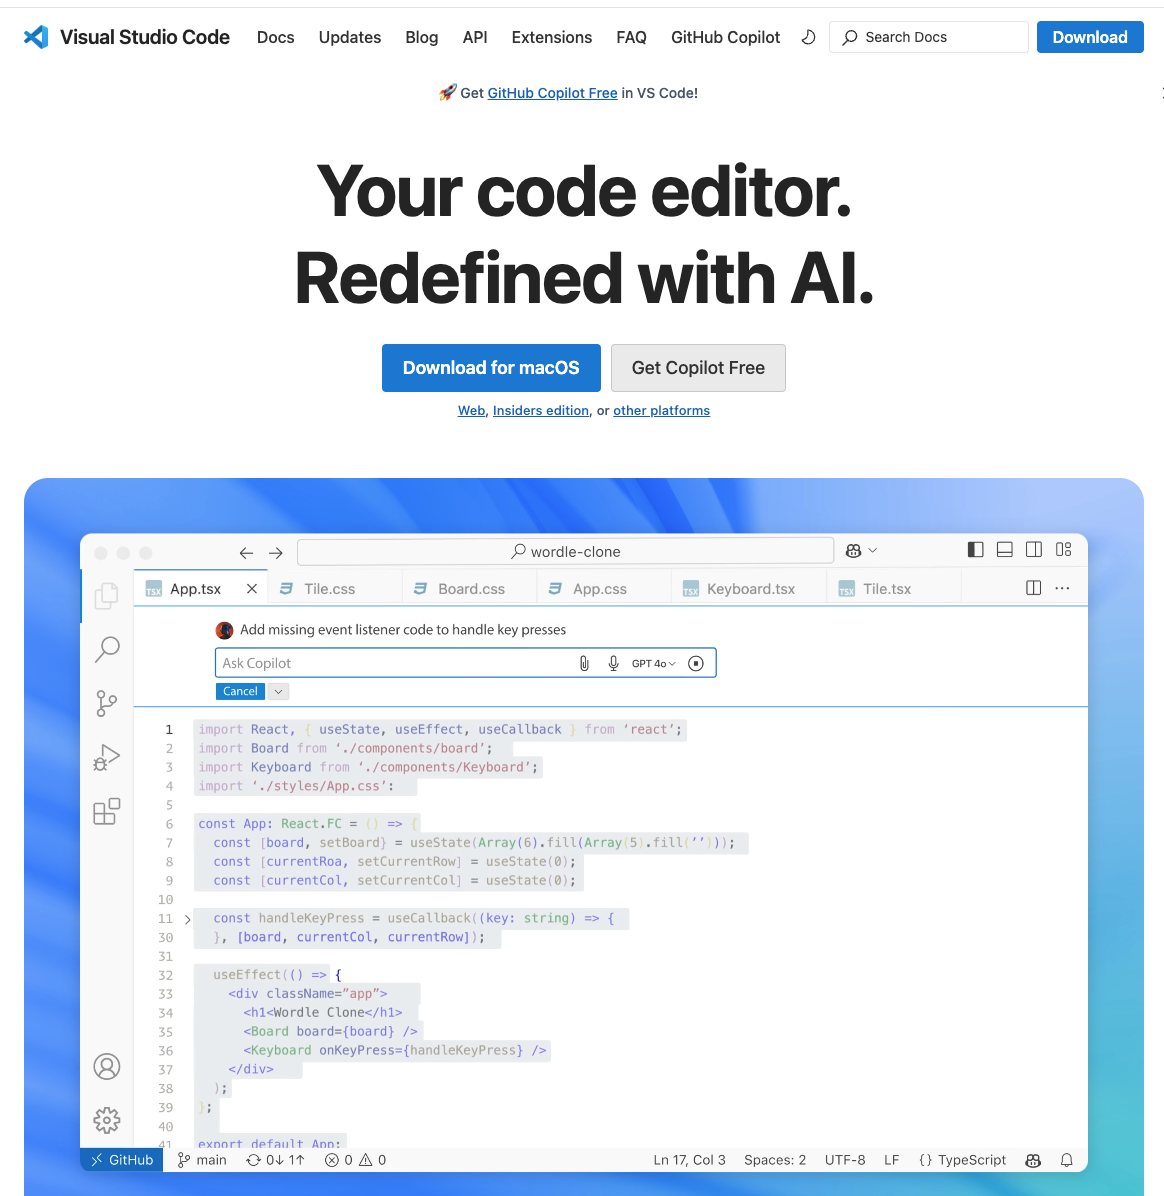 Visual Studio Code Docs Updates Blog API Extensions FAQ GitHub Copilot Search Docs Download
🚀 Get GitHub Copilot Free in VS Code!
Your code editor.
Redefined with AI.
Download for macOS Get Copilot Free
Web, Insiders edition, or other platforms
wordle-clone
TSX App.tsx Tile.css Board.css App.css TSX Keyboard.tsx TSX Tile.tsx
Add missing event listener code to handle key presses
Ask Copilot GPT 4o
Cancel
1 import React, { useState, useEffect, useCallback } from ‘react’;
2 import Board from ‘./components/board’;
3 import Keyboard from ‘./components/Keyboard’;
4 import ‘./styles/App.css’:
5
6 const App: React.FC = () => {
7 const [board, setBoard} = useState(Array(6).fill(Array(5).fill(‘’)));
8 const [currentRoa, setCurrentRow] = useState(0);
9 const [currentCol, setCurrentCol] = useState(0);
10
11 const handleKeyPress = useCallback((key: string) => {
30 }, [board, currentCol, currentRow]);
31
32 useEffect(() => {
33 <div className=“app”>
34 <h1<Wordle Clone</h1>
35 <Board board={board} />
36 <Keyboard onKeyPress={handleKeyPress} />
37 </div>
38 );
39 };
40
41 export default App;
GitHub main 0↓ 1↑ 0 0 Ln 17, Col 3 Spaces: 2 UTF-8 LF {} TypeScript